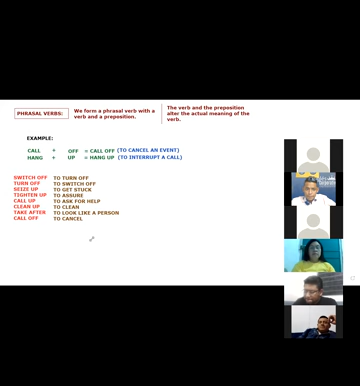 PHRASAL VERBS:
We form a phrasal verb with a
verb and a preposition.
The verb and the preposition
alter the actual meaning of the
verb.
EXAMPLE:
CALL + OFF = CALL OFF (TO CANCEL AN EVENT)
HANG + UP = HANG UP (TO INTERRUPT A CALL)
SWITCH OFF TO TURN OFF
TURN OFF TO SWITCH OFF
SEIZE UP TO GET STUCK
TIGHTEN UP TO ASSURE
CALL UP TO ASK FOR HELP
CLEAN UP TO CLEAN
TAKE AFTER TO LOOK LIKE A PERSON
CALL OFF TO CANCEL